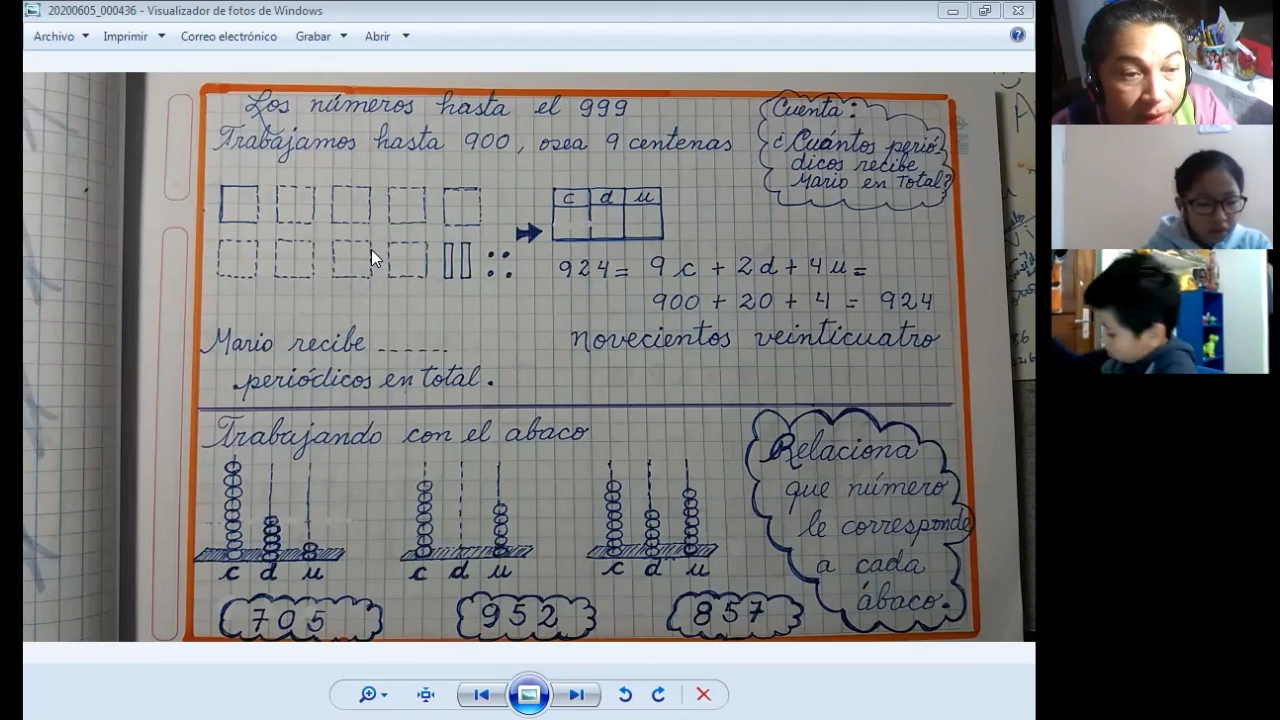 20200605_000436 - Visualizador de fotos de Windows
Archivo Imprimir Correo electrónico Grabar Abrir
Los números hasta el 999
Trabajamos hasta 900, osea 9 centenas
Cuenta:
¿Cuántos perió-
dicos recibe
Mario en total?
c d u
924 = 9c + 2d + 4u =
900 + 20 + 4 = 924
Mario recibe ------
novecientos veinticuatro
periódicos en total.
Trabajando con el abaco
Relaciona
que número
le corresponde
a cada
ábaco.
c d u
c d u
c d u
705
952
857